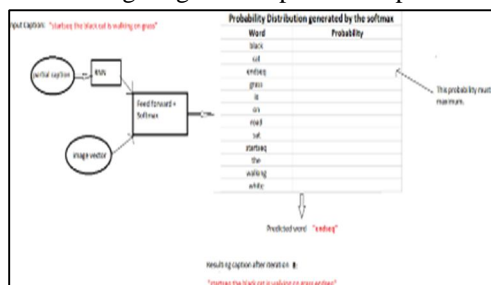 Probability Distribution generated by the softmax
Input Caption: "startseq the black cat is walking on grass"
Word Probability
black
cat
endseq
grass
is
on
road
sat
startseq
the
walking
white
partial caption
RNN
Feed forward +
Softmax
image vector
This probability must
maximum.
Predicted word "endseq"
Resulting caption after iteration
"startseq the black cat is walking on grass endseq"